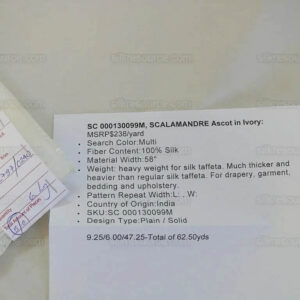 SC 000130099M, SCALAMANDRE Ascot in Ivory:
MSRP$238/yard
• Search Color:Multi
• Fiber Content:100% Silk
• Material Width:58"
• Weight: heavy weight for silk taffeta. Much thicker and
heavier than regular silk taffeta. For drapery, garment,
bedding and upholstery.
• Pattern Repeat Width:L: , W:
• Country of Origin:India
• SKU:SC 000130099M
• Design Type:Plain / Solid
9.25/6.00/47.25-Total of 62.50yds